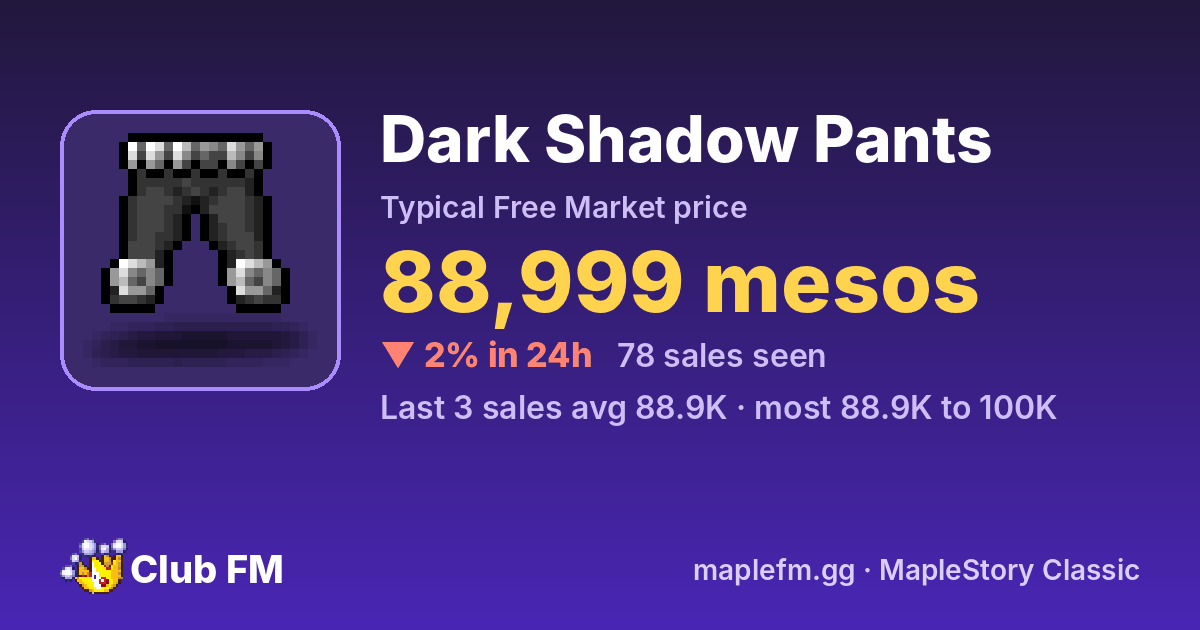 Dark Shadow Pants
Typical Free Market price
88,999 mesos
▼ 2% in 24h 78 sales seen
Last 3 sales avg 88.9K · most 88.9K to 100K
Club FM
maplefm.gg · MapleStory Classic